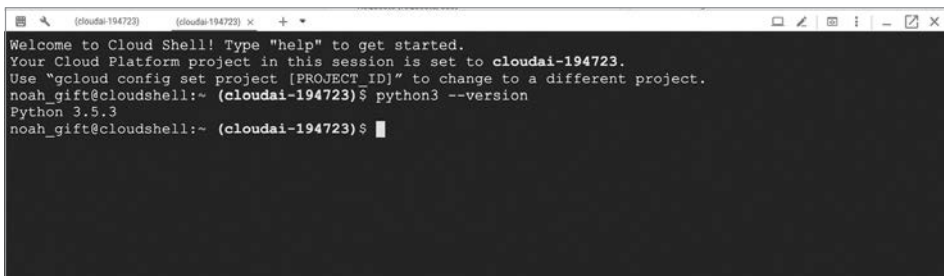 (cloudai-194723) (cloudai-194723) × + ▾
Welcome to Cloud Shell! Type "help" to get started.
Your Cloud Platform project in this session is set to cloudai-194723.
Use “gcloud config set project [PROJECT_ID]” to change to a different project.
noah_gift@cloudshell:~ (cloudai-194723)$ python3 --version
Python 3.5.3
noah_gift@cloudshell:~ (cloudai-194723)$